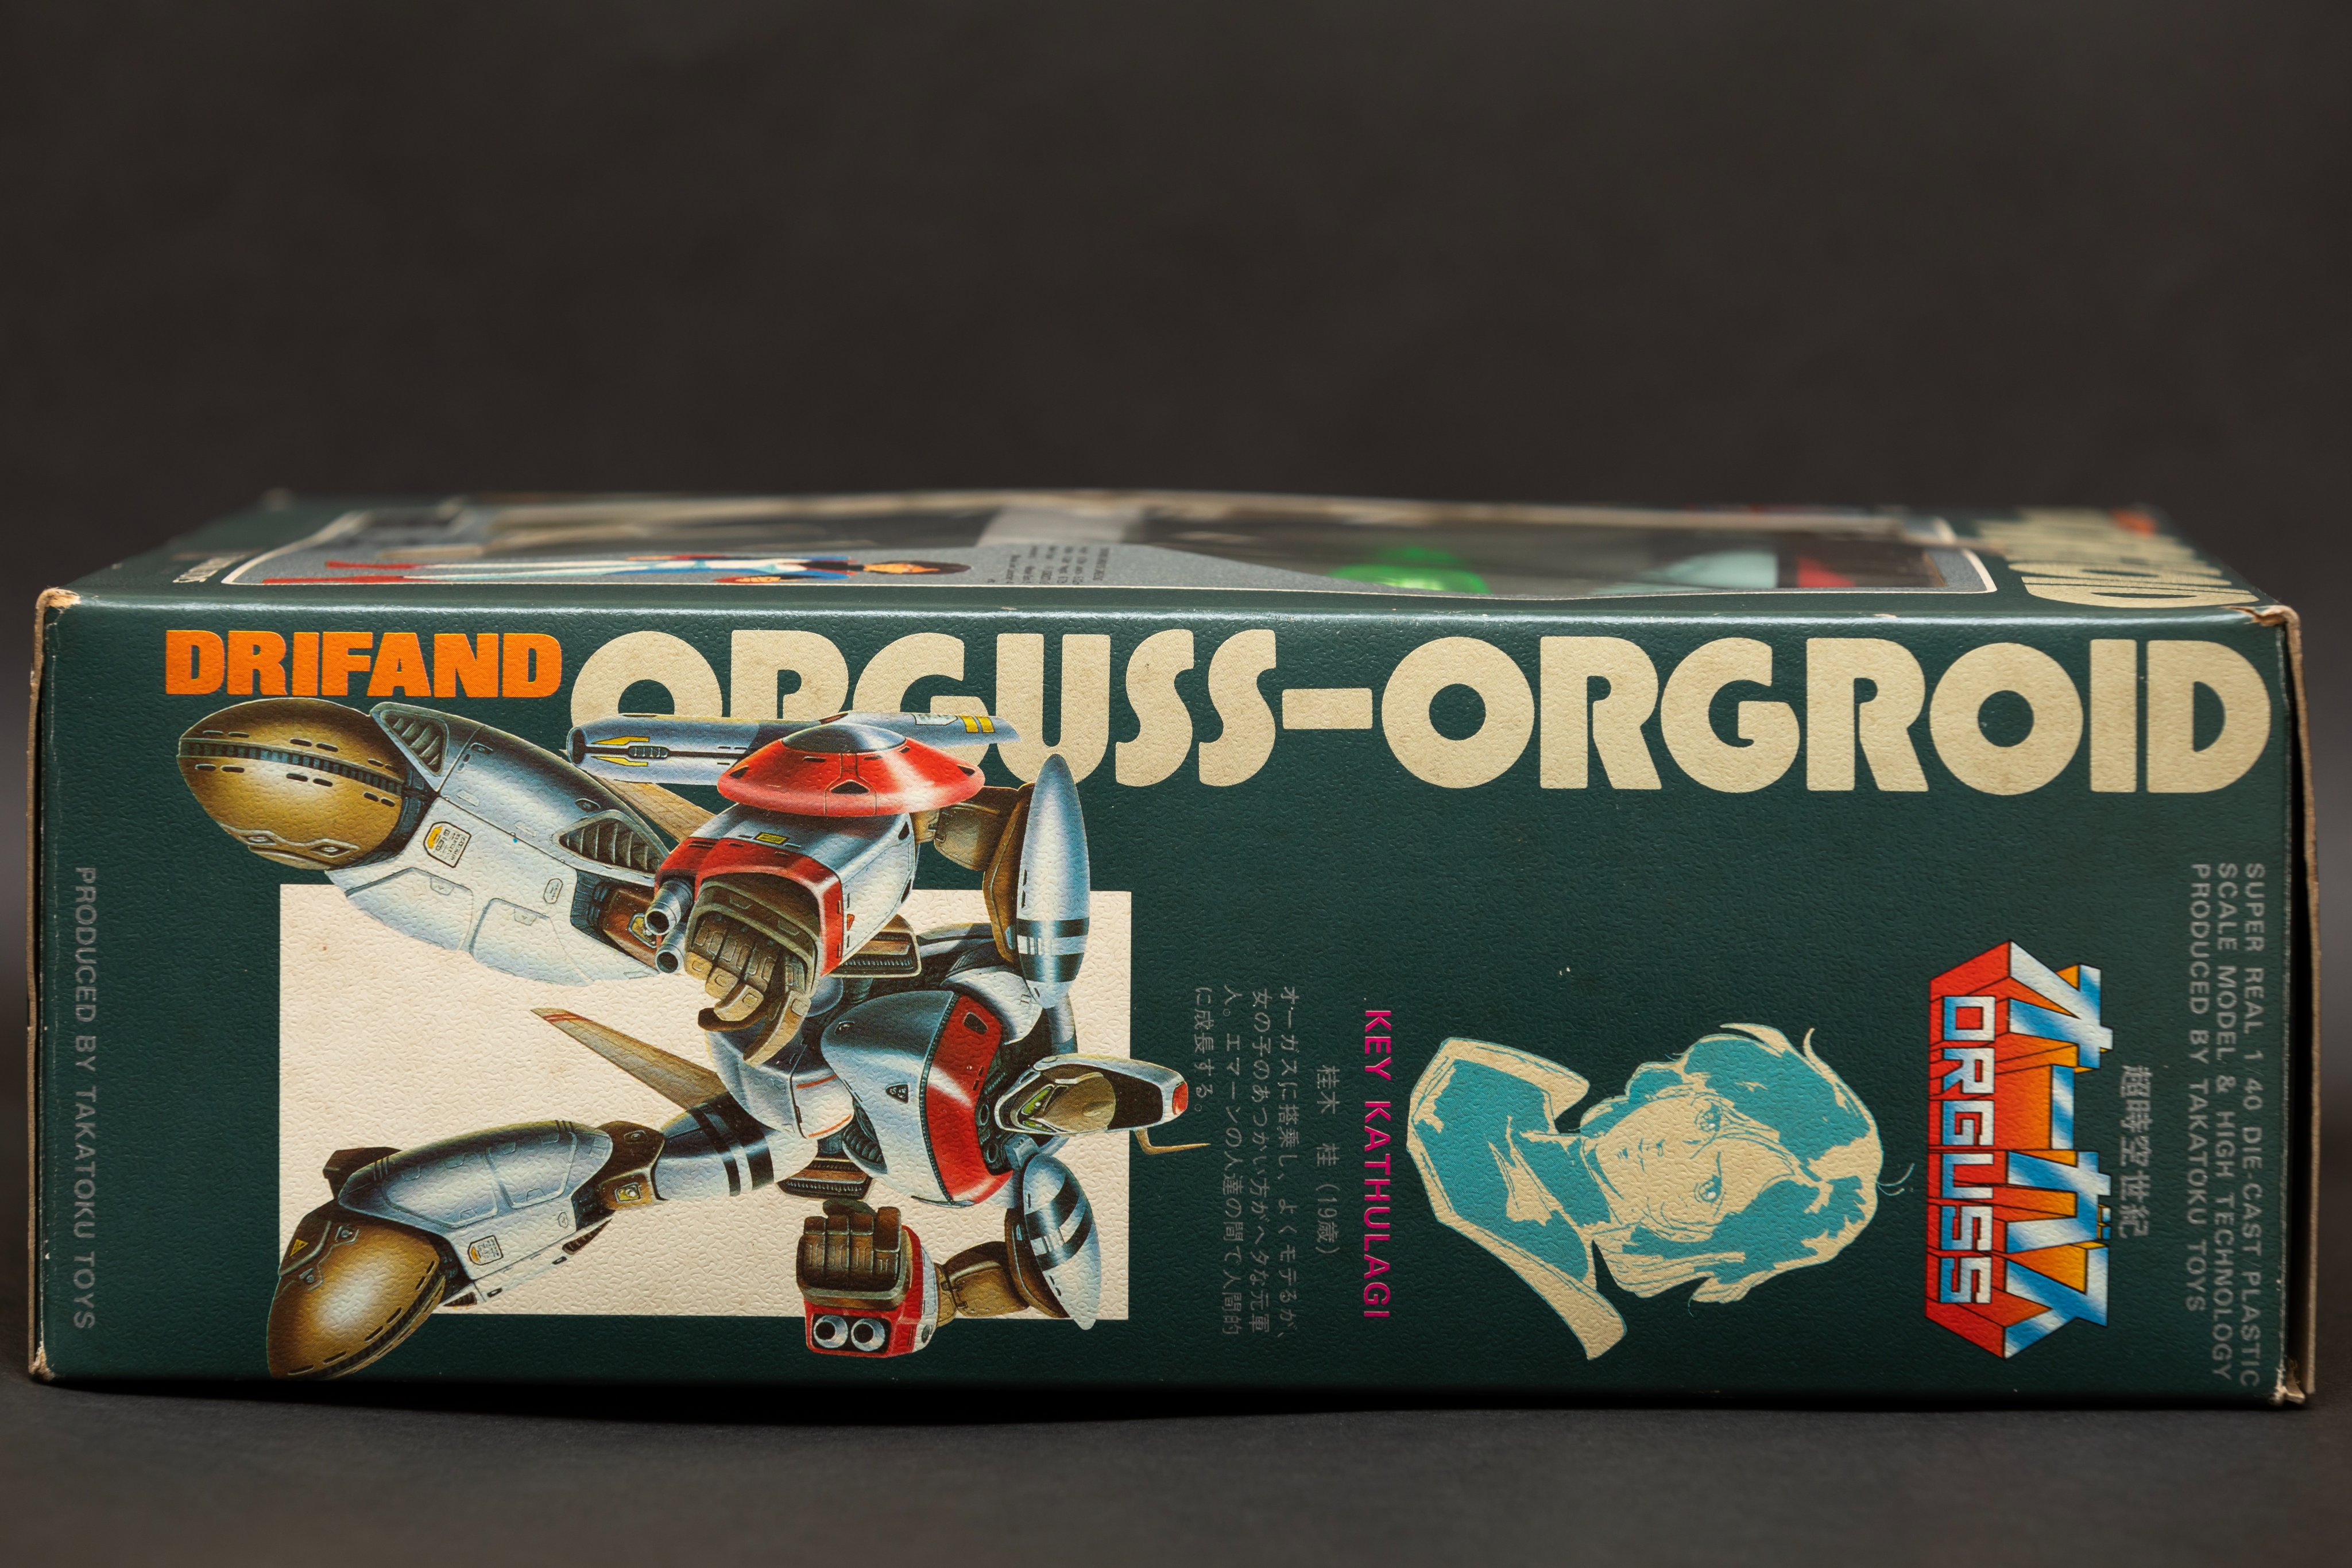 DRIFAND
ORGUSS-ORGROID
SUPER REAL 1/40 DIE-CAST/PLASTIC
SCALE MODEL & HIGH TECHNOLOGY
PRODUCED BY TAKATOKU TOYS
超時空世紀
オーガス
ORGUSS
KEY KATHULAGI
桂木　桂（19歳）
オーガスに搭乗し、よくモテるが、
女の子のあつかい方がヘタな元軍
人。エマーンの人達の間で人間的
に成長する。
PRODUCED BY TAKATOKU TOYS